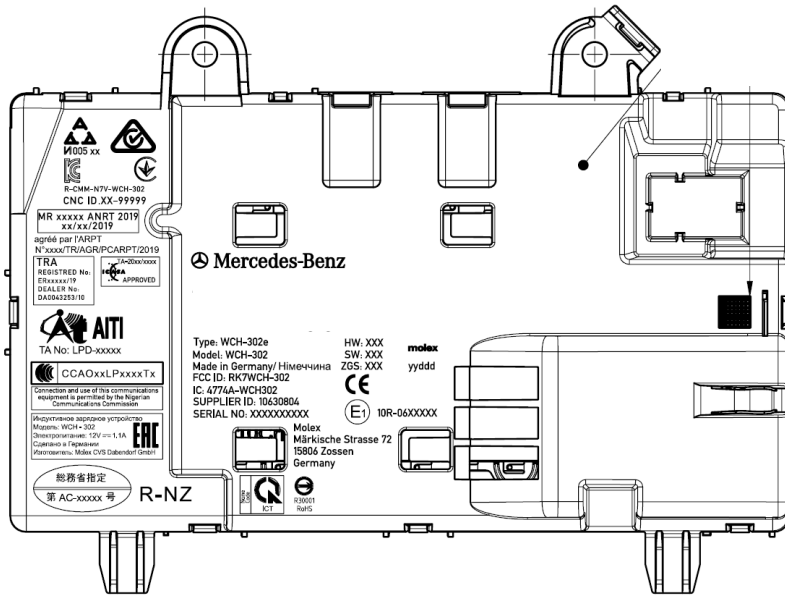 И005 xx
R-CMM-N7V-WCH-302
CNC ID.XX-99999
MR xxxxx ANRT 2019
xx/xx/2019
agréé par l'ARPT
N°xxxx/TR/AGR/PCARPT/2019
TRA
REGISTRED No:
ERxxxxx/19
DEALER No:
DA0043253/10
TA-20xx/xxxx
ICASA
APPROVED
AITI
TA No: LPD-xxxxx
CCAOxxLPxxxxTx
Connection and use of this communications
equipment is permitted by the Nigerian
Communications Commission
Индуктивное зарядное устройство
Модель: WCH - 302
Электропитание: 12V == 1,1A
Сделано в Германии
Изготовитель: Molex CVS Dabendorf GmbH
EAC
総務省指定
第 AC-xxxxx 号
R-NZ
Mercedes-Benz
Type: WCH-302e
Model: WCH-302
Made in Germany/ Німеччина
FCC ID: RK7WCH-302
IC: 4774A-WCH302
SUPPLIER ID: 10630804
SERIAL NO: XXXXXXXXXX
HW: XXX
SW: XXX
ZGS: XXX
molex
yyddd
CE
E1
10R-06XXXXX
Molex
Märkische Strasse 72
15806 Zossen
Germany
ICT
R30001
RoHS